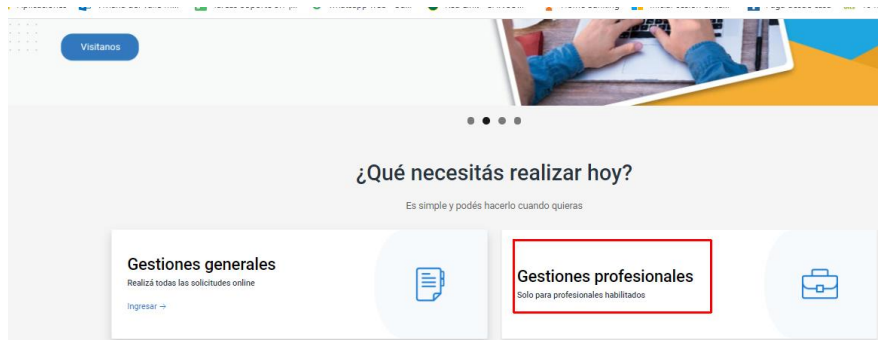 Visitanos
¿Qué necesitás realizar hoy?
Es simple y podés hacerlo cuando quieras
Gestiones generales
Realizá todas las solicitudes online
Ingresar →
Gestiones profesionales
Solo para profesionales habilitados